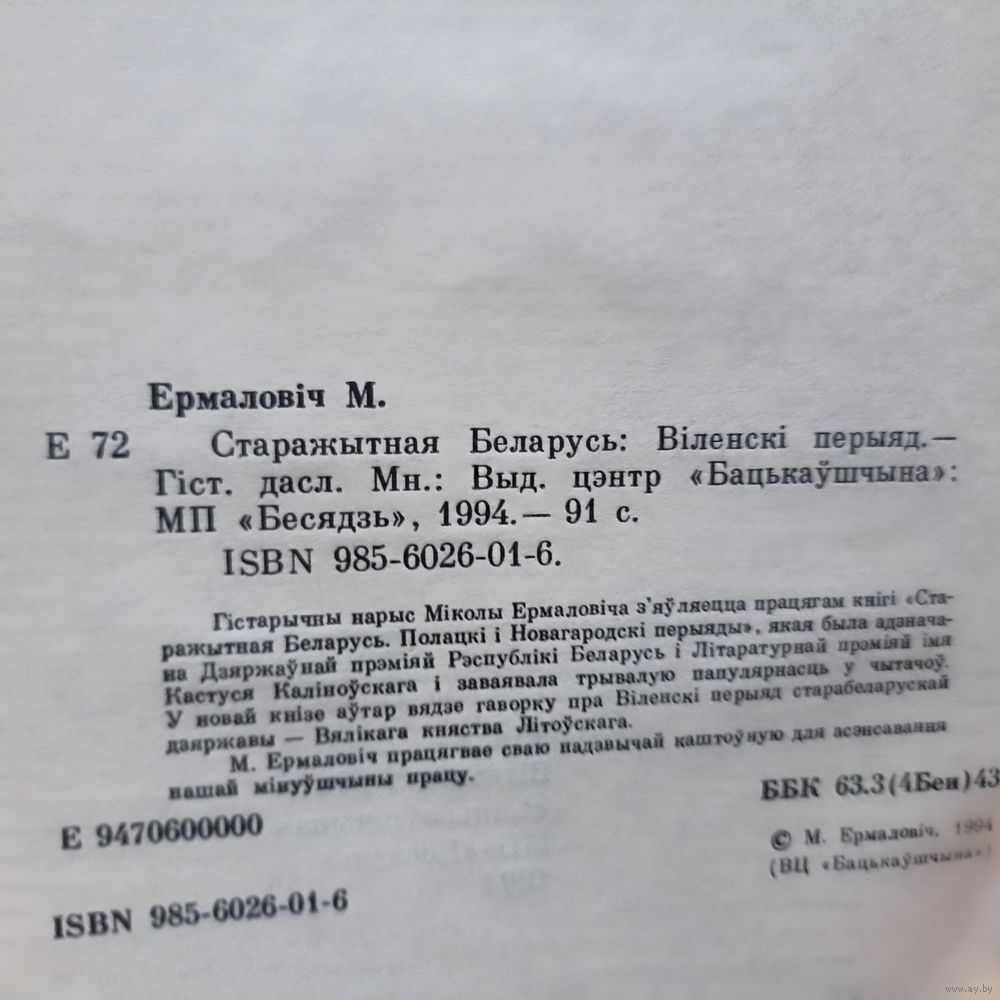 Ермаловіч М.
Е 72 Старажытная Беларусь: Віленскі перыяд.—
Гіст. дасл. Мн.: Выд. цэнтр «Бацькаўшчына»:
МП «Бесядзь», 1994.— 91 с.
ISBN 985-6026-01-6.
Гістарычны нарыс Міколы Ермаловіча з'яўляецца працягам кнігі «Ста-
ражытная Беларусь. Полацкі і Новагародскі перыяды», якая была адзнача-
на Дзяржаўнай прэміяй Рэспублікі Беларусь і Літаратурнай прэміяй імя
Кастуся Каліноўскага і заваявала трывалую папулярнасць у чытачоў.
У новай кнізе аўтар вядзе гаворку пра Віленскі перыяд старабеларускай
дзяржавы — Вялікага княства Літоўскага.
М. Ермаловіч працягвае сваю надзвычай каштоўную для асэнсавання
нашай мінуўшчыны працу.
ББК 63.3(4Беи)43
Е 9470600000
© М. Ермаловіч, 1994
(ВЦ «Бацькаўшчына»)
ISBN 985-6026-01-6
www.ay.by